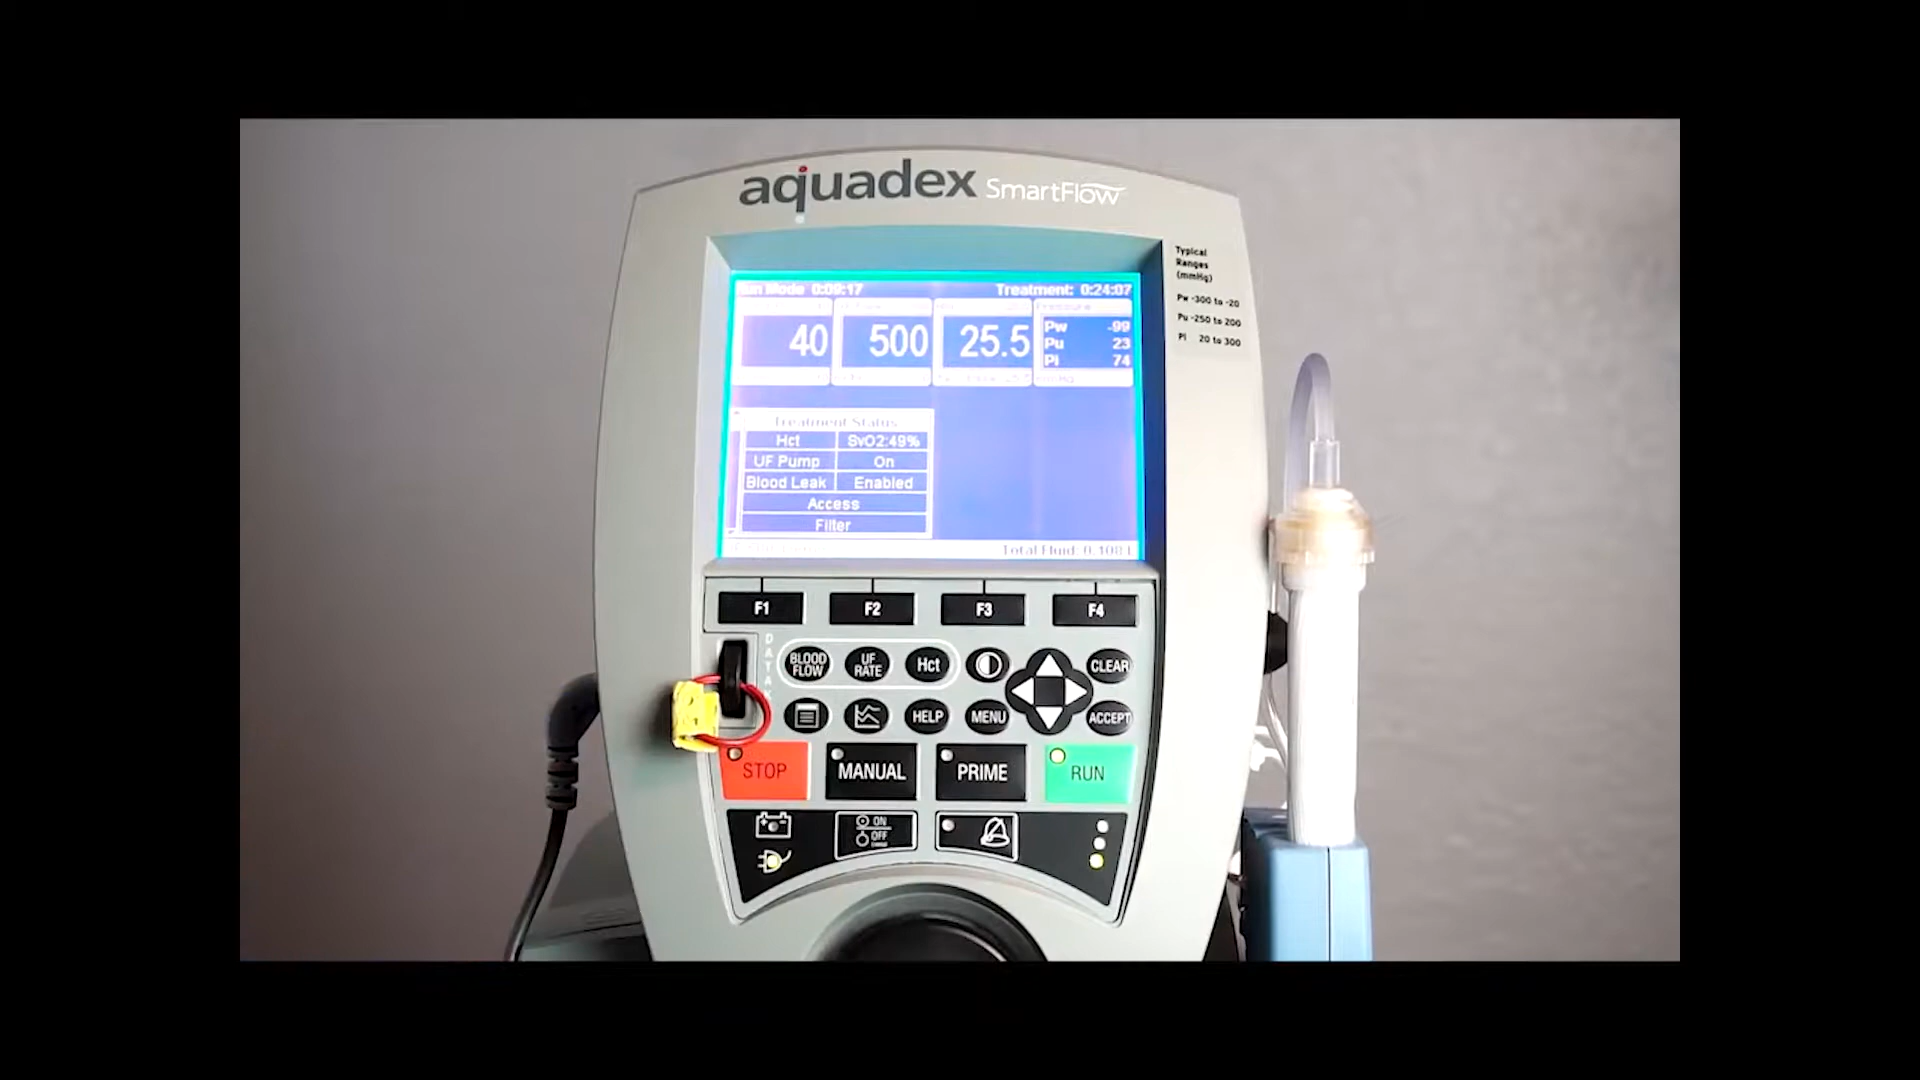 aquadex SmartFlow
Typical
Ranges
(mmHg)
Pw -300 to -20
Pu -250 to 200
Pi 20 to 300
Mode 0:09:17 Treatment: 0:24:07
40 500 25.5
Pw -99
Pu 23
Pi 74
Treatment Status
Hct SvO2:49%
UF Pump On
Blood Leak Enabled
Access
Filter
Total Fluid: 0.108 L
F1 F2 F3 F4
DATA
BLOOD FLOW
UF RATE
Hct
CLEAR
HELP
MENU
ACCEPT
STOP
MANUAL
PRIME
RUN
ON
OFF